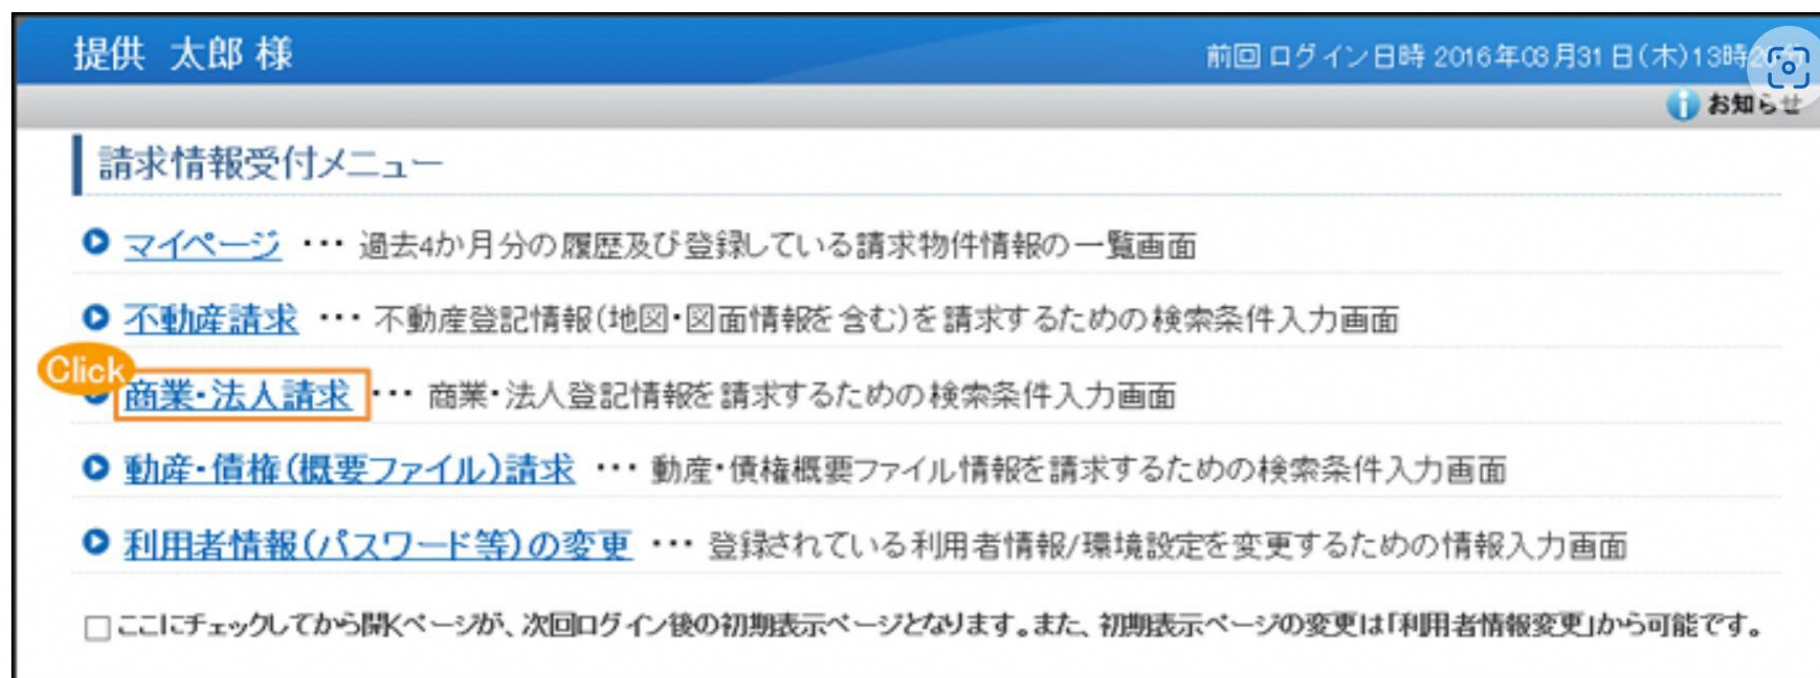 提供 太郎 様
前回 ログイン日時 2016年03月31日(木)13時2
お知らせ
請求情報受付メニュー
マイページ ・・・ 過去4か月分の履歴及び登録している請求物件情報の一覧画面
不動産請求 ・・・ 不動産登記情報(地図・図面情報を含む)を請求するための検索条件入力画面
Click
商業・法人請求 ・・・ 商業・法人登記情報を請求するための検索条件入力画面
動産・債権(概要ファイル)請求 ・・・ 動産・債権概要ファイル情報を請求するための検索条件入力画面
利用者情報(パスワード等)の変更 ・・・ 登録されている利用者情報/環境設定を変更するための情報入力画面
ここにチェックしてから開くページが、次回ログイン後の初期表示ページとなります。また、初期表示ページの変更は「利用者情報変更」から可能です。